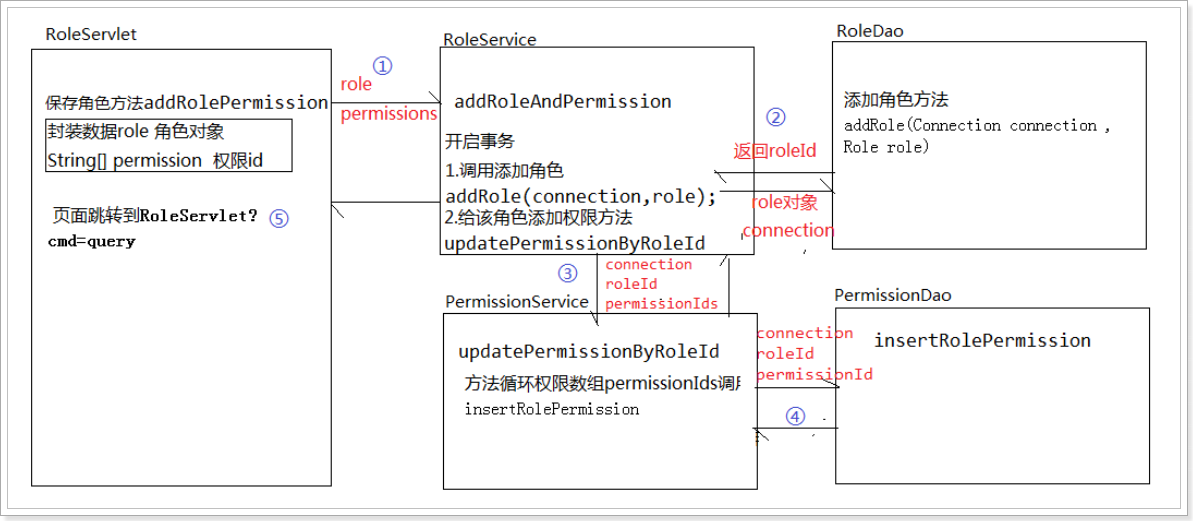 RoleServlet
保存角色方法addRolePermission
封装数据role 角色对象
String[] permission 权限id
页面跳转到RoleServlet?
⑤
cmd=query
①
role
permissions
RoleService
addRoleAndPermission
开启事务
1.调用添加角色
addRole(connection,role);
2.给该角色添加权限方法
updatePermissionByRoleId
②
返回roleId
role对象
connection
RoleDao
添加角色方法
addRole(Connection connection ,
Role role)
③
connection
roleId
permissionIds
PermissionService
updatePermissionByRoleId
方法循环权限数组permissionIds调用
insertRolePermission
connection
roleId
permissionId
④
PermissionDao
insertRolePermission